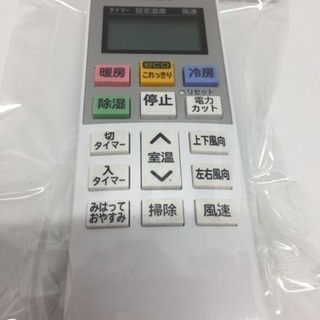 タイマー 設定温度 風速
eco
暖房 これっきり 冷房
リセット
除湿 停止 電力カット
切タイマー 上下風向
室温
入タイマー 左右風向
みはっておやすみ 掃除 風速